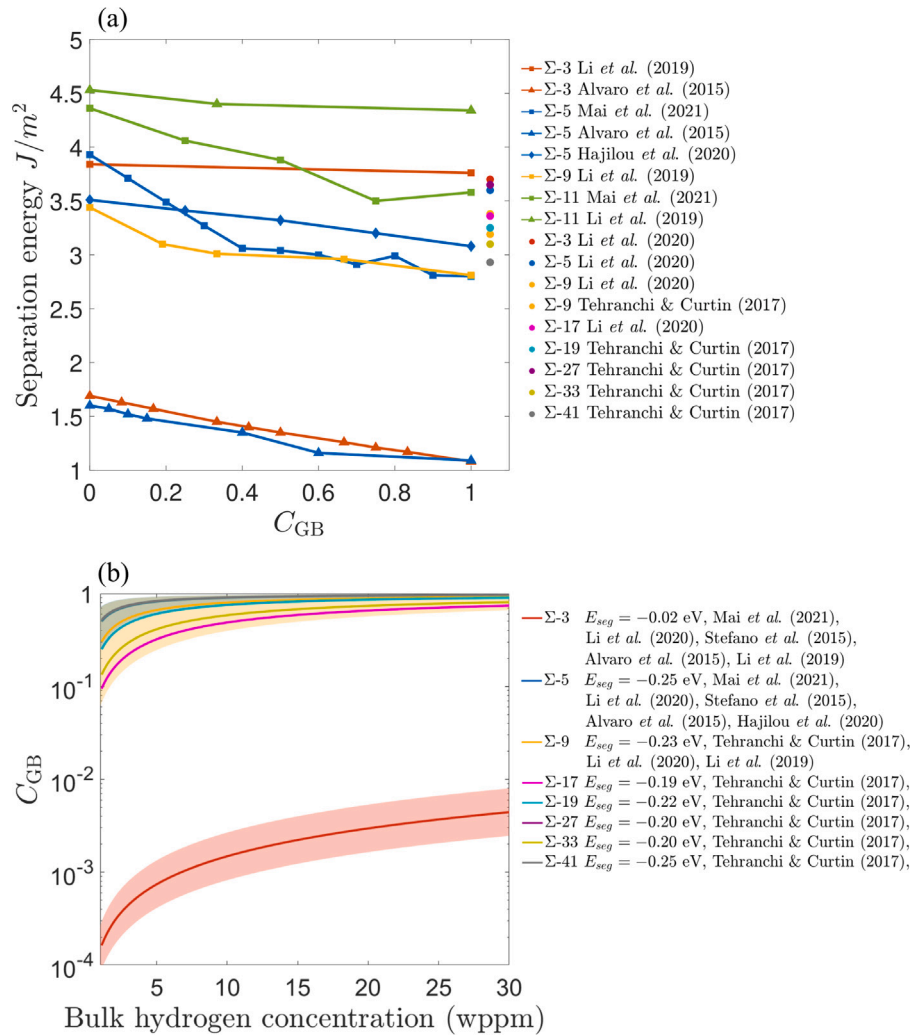 (a)
5
4.5
4
3.5
3
2.5
2
1.5
1
Separation energy J/m²
0 0.2 0.4 0.6 0.8 1
C_GB
Σ-3 Li et al. (2019)
Σ-3 Alvaro et al. (2015)
Σ-5 Mai et al. (2021)
Σ-5 Alvaro et al. (2015)
Σ-5 Hajilou et al. (2020)
Σ-9 Li et al. (2019)
Σ-11 Mai et al. (2021)
Σ-11 Li et al. (2019)
Σ-3 Li et al. (2020)
Σ-5 Li et al. (2020)
Σ-9 Li et al. (2020)
Σ-9 Tehranchi & Curtin (2017)
Σ-17 Li et al. (2020)
Σ-19 Tehranchi & Curtin (2017)
Σ-27 Tehranchi & Curtin (2017)
Σ-33 Tehranchi & Curtin (2017)
Σ-41 Tehranchi & Curtin (2017)
(b)
1
10⁻¹
10⁻²
10⁻³
10⁻⁴
C_GB
5 10 15 20 25 30
Bulk hydrogen concentration (wppm)
Σ-3 E_seg = −0.02 eV, Mai et al. (2021),
Li et al. (2020), Stefano et al. (2015),
Alvaro et al. (2015), Li et al. (2019)
Σ-5 E_seg = −0.25 eV, Mai et al. (2021),
Li et al. (2020), Stefano et al. (2015),
Alvaro et al. (2015), Hajilou et al. (2020)
Σ-9 E_seg = −0.23 eV, Tehranchi & Curtin (2017),
Li et al. (2020), Li et al. (2019)
Σ-17 E_seg = −0.19 eV, Tehranchi & Curtin (2017),
Σ-19 E_seg = −0.22 eV, Tehranchi & Curtin (2017),
Σ-27 E_seg = −0.20 eV, Tehranchi & Curtin (2017),
Σ-33 E_seg = −0.20 eV, Tehranchi & Curtin (2017),
Σ-41 E_seg = −0.25 eV, Tehranchi & Curtin (2017),